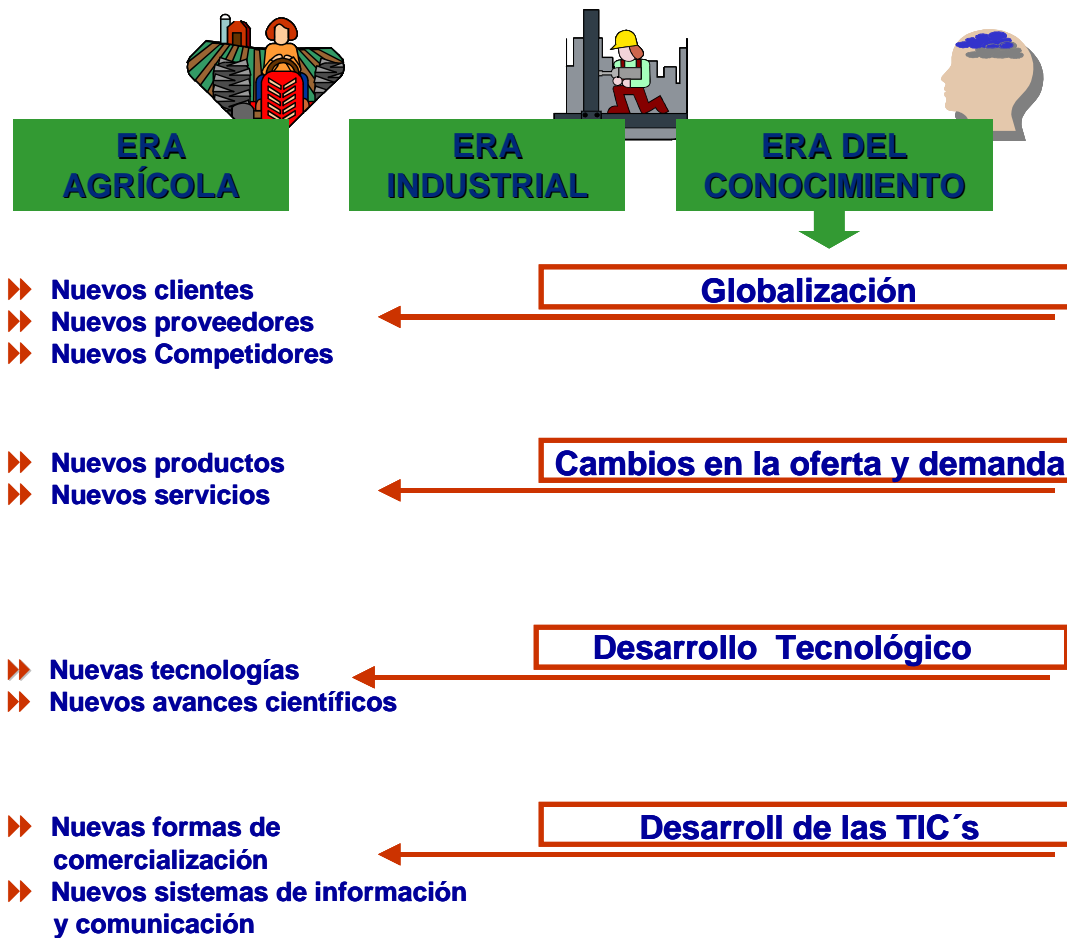 ERA
AGRÍCOLA
ERA
INDUSTRIAL
ERA DEL
CONOCIMIENTO
Globalización
Nuevos clientes
Nuevos proveedores
Nuevos Competidores
Cambios en la oferta y demanda
Nuevos productos
Nuevos servicios
Desarrollo Tecnológico
Nuevas tecnologías
Nuevos avances científicos
Desarroll de las TIC´s
Nuevas formas de
comercialización
Nuevos sistemas de información
y comunicación